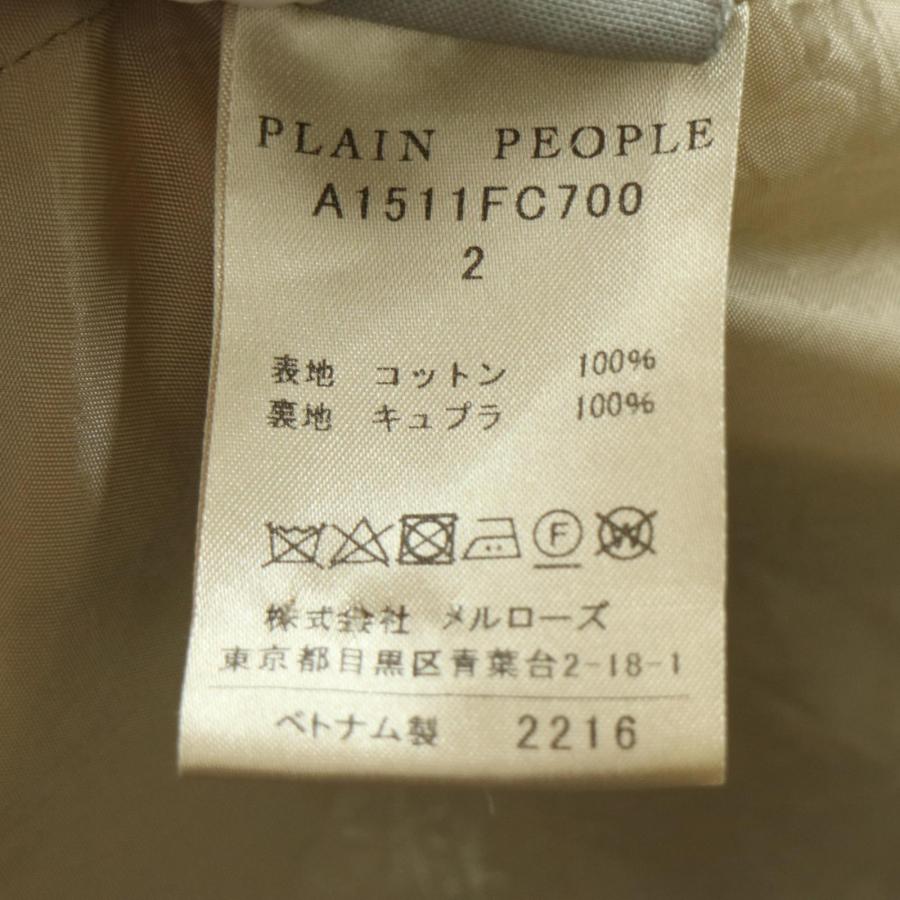 PLAIN PEOPLE
A1511FC700
2
表地 コットン 100%
裏地 キュプラ 100%
F W
株式会社 メルローズ
東京都目黒区青葉台2-18-1
ベトナム製 2216